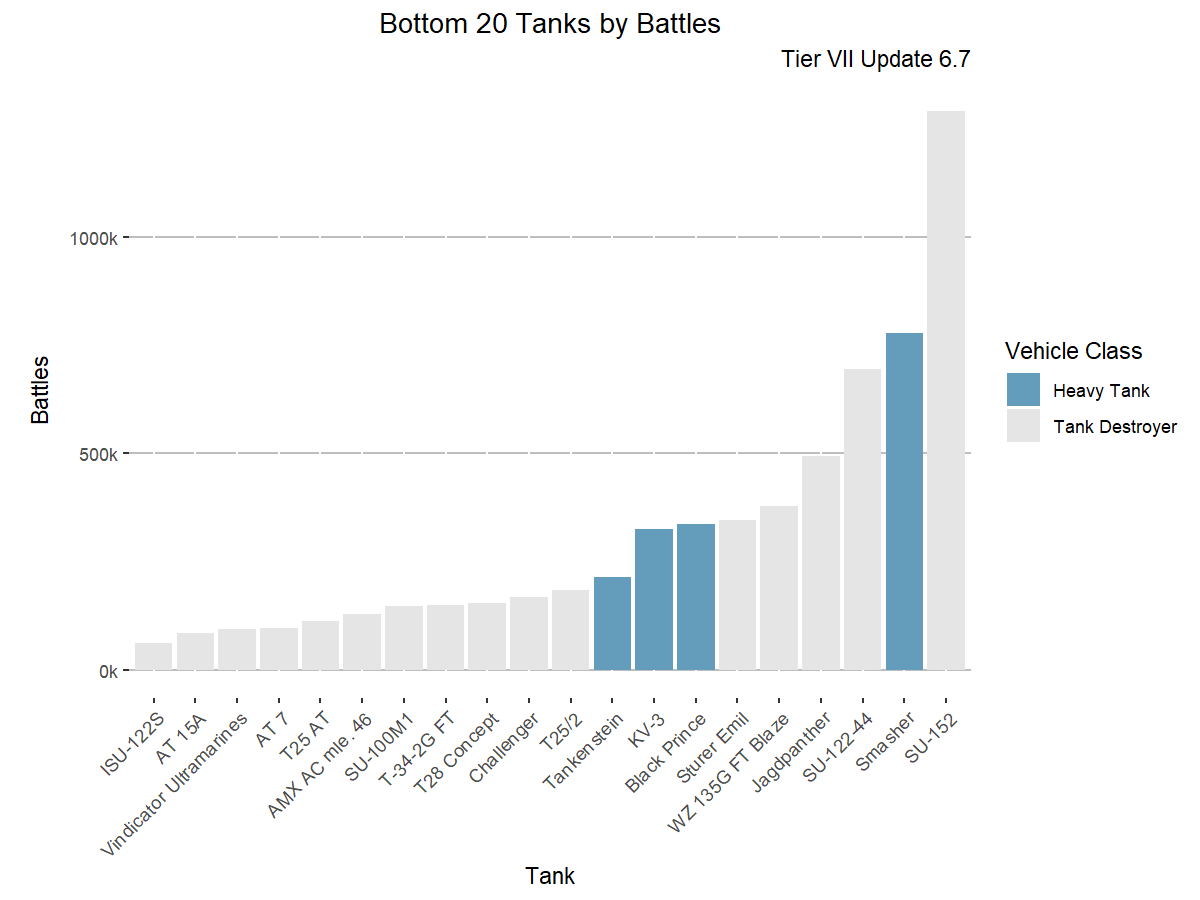 Bottom 20 Tanks by Battles
Tier VII Update 6.7
Battles
1000k
500k
0k
ISU-122S
AT 15A
Vindicator Ultramarines
AT 7
T25 AT
AMX AC mle. 46
SU-100M1
T-34-2G FT
T28 Concept
Challenger
T25/2
Tankenstein
KV-3
Black Prince
Sturer Emil
WZ 135G FT Blaze
Jagdpanther
SU-122-44
Smasher
SU-152
Tank
Vehicle Class
Heavy Tank
Tank Destroyer